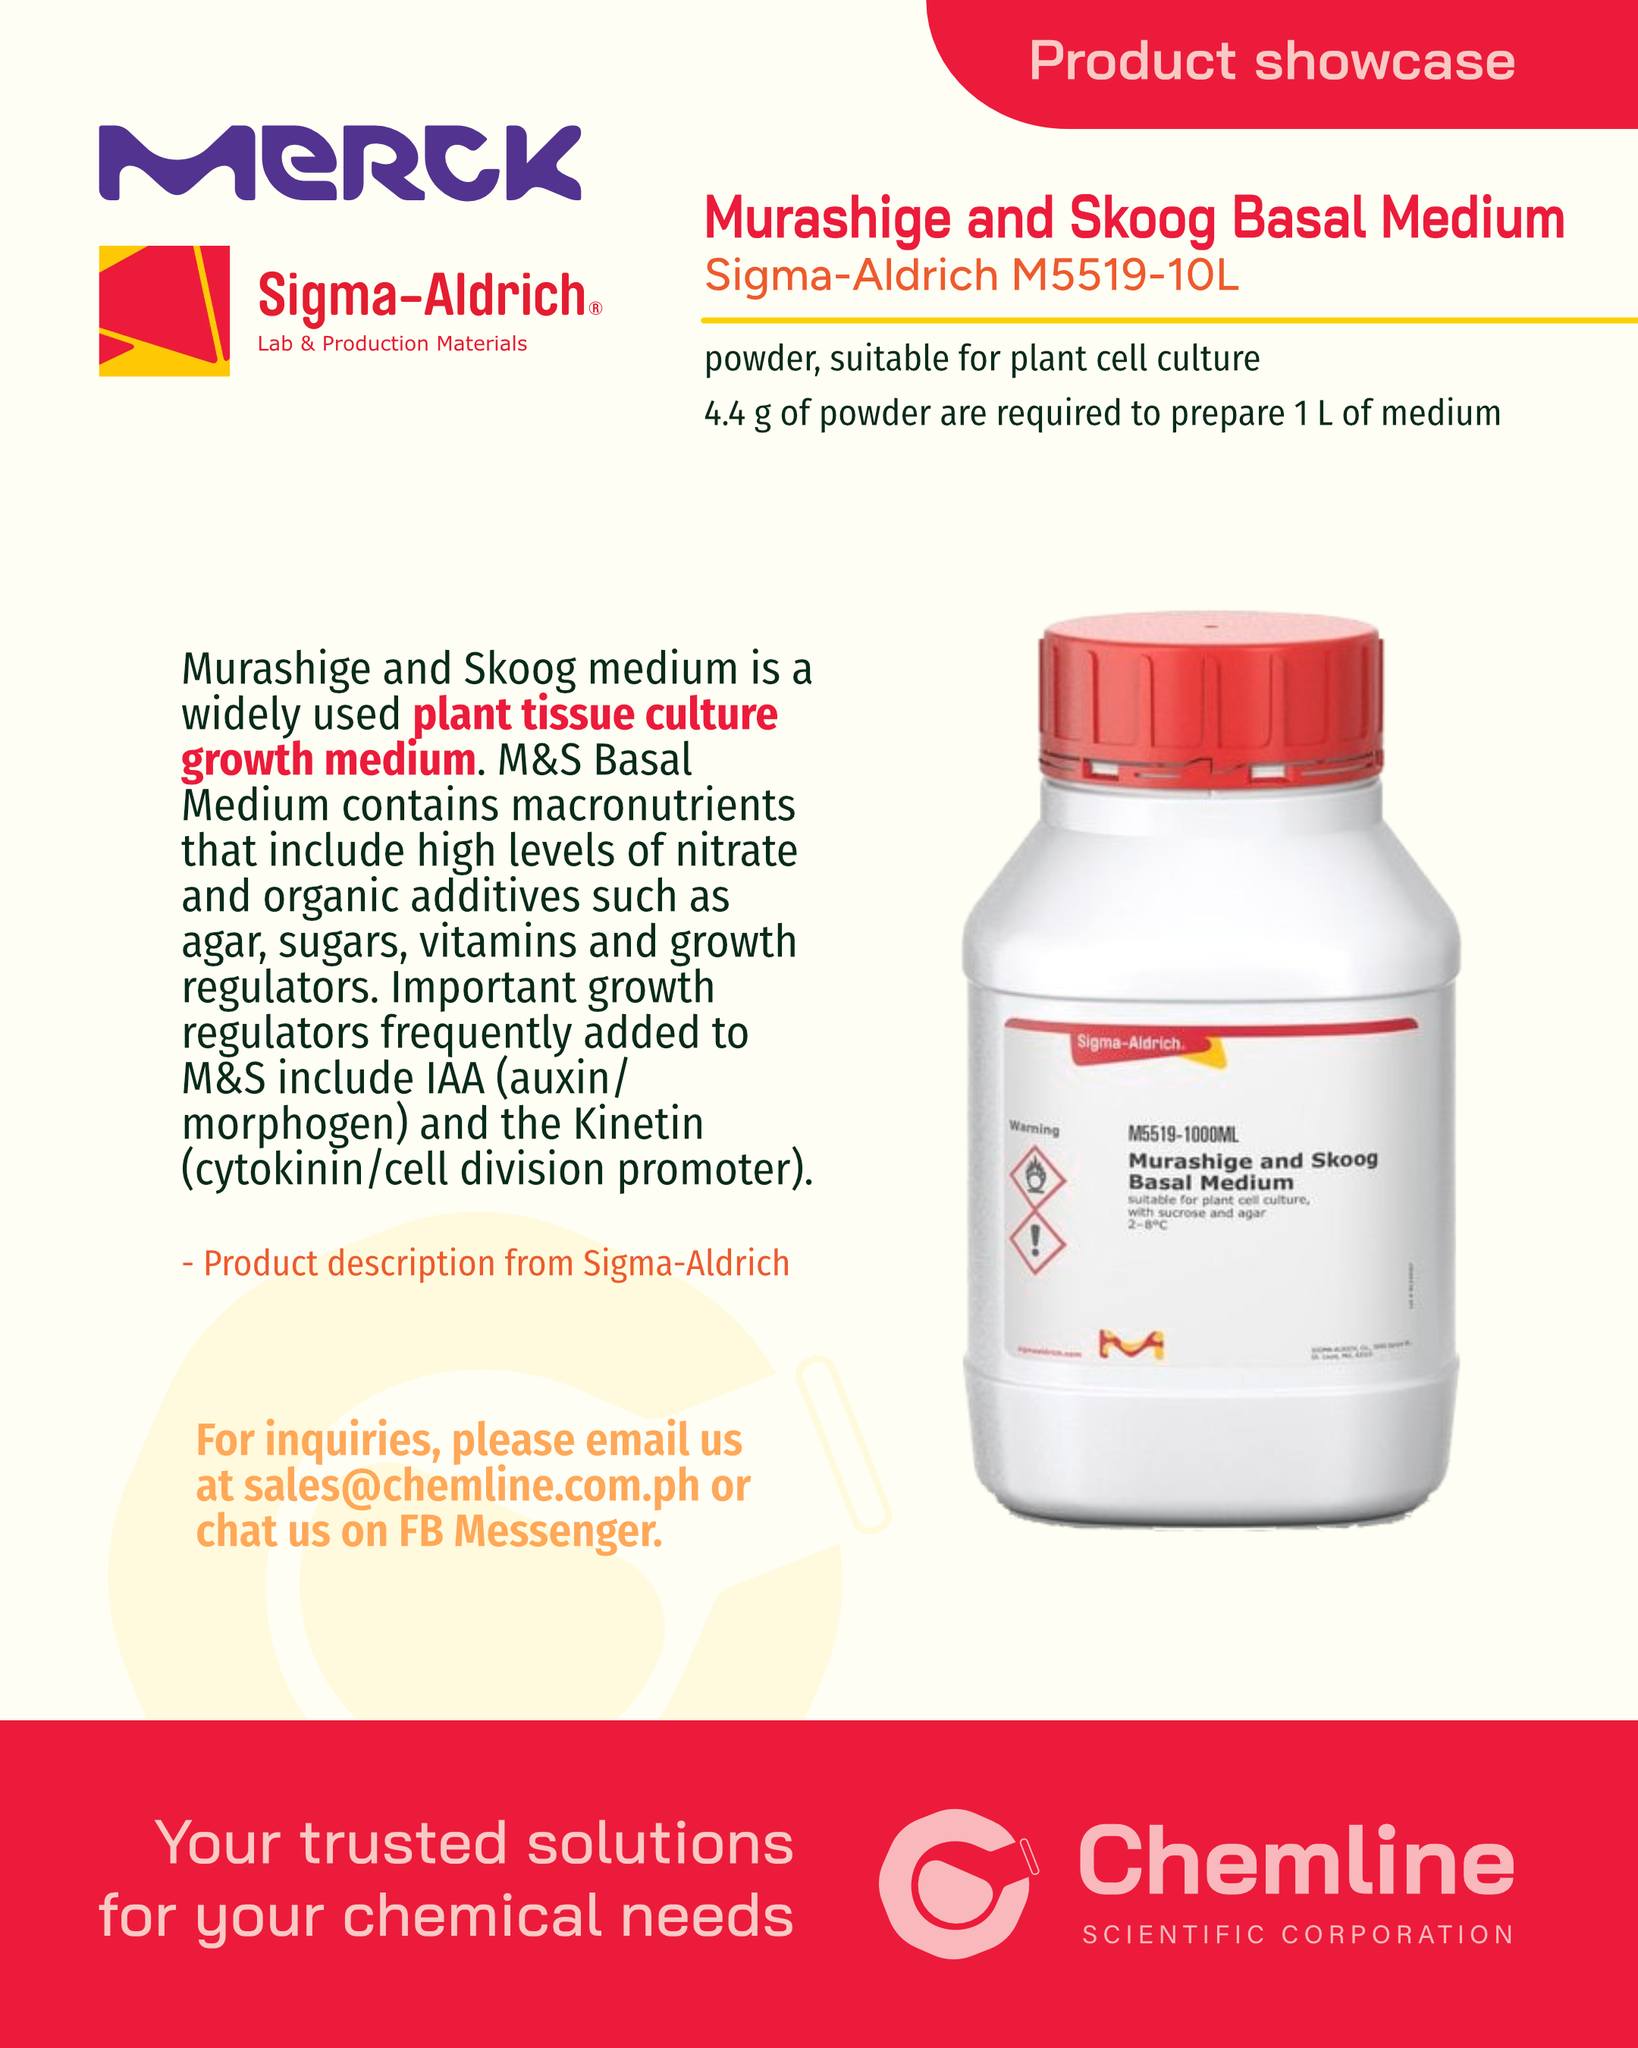 Product showcase
MERCK
Sigma-Aldrich®
Lab & Production Materials
Murashige and Skoog Basal Medium
Sigma-Aldrich M5519-10L
powder, suitable for plant cell culture
4.4 g of powder are required to prepare 1 L of medium
Murashige and Skoog medium is a
widely used plant tissue culture
growth medium. M&S Basal
Medium contains macronutrients
that include high levels of nitrate
and organic additives such as
agar, sugars, vitamins and growth
regulators. Important growth
regulators frequently added to
M&S include IAA (auxin/
morphogen) and the Kinetin
(cytokinin/cell division promoter).
- Product description from Sigma-Aldrich
Sigma-Aldrich.
Warning
M5519-1000ML
Murashige and Skoog
Basal Medium
suitable for plant cell culture,
with sucrose and agar
2-8°C
sigmaaldrich.com
For inquiries, please email us
at sales@chemline.com.ph or
chat us on FB Messenger.
Your trusted solutions
for your chemical needs
Chemline
SCIENTIFIC CORPORATION